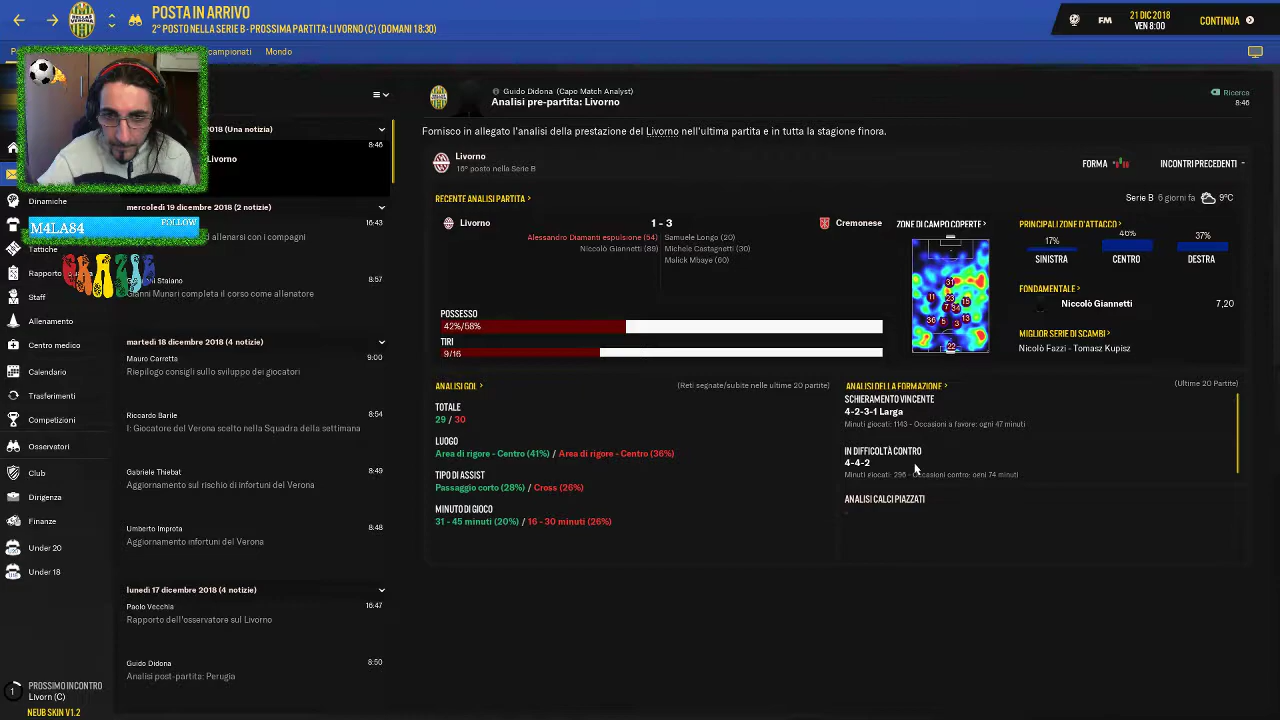 POSTA IN ARRIVO
2° POSTO NELLA SERIE B - PROSSIMA PARTITA: LIVORNO (C) (DOMANI 18:30)
FM
21 DIC 2018
VEN 8:00
CONTINUA
Mondo
Guido Didona (Capo Match Analyst)
Analisi pre-partita: Livorno
Ricerca
8:46
Fornisco in allegato l'analisi della prestazione del Livorno nell'ultima partita e in tutta la stagione finora.
2018 (Una notizia)
8:46
Livorno
Livorno
16° posto nella Serie B
FORMA
INCONTRI PRECEDENTI
RECENTE ANALISI PARTITA
Serie B 6 giorni fa 9°C
Livorno
1 - 3
Cremonese
Alessandro Diamanti espulsione (54)
Niccolò Giannetti (89)
Samuele Longo (20)
Michele Castagnetti (30)
Malick Mbaye (60)
POSSESSO
42%/58%
TIRI
9/16
ZONE DI CAMPO COPERTE
PRINCIPALI ZONE D'ATTACCO
17%
46%
37%
SINISTRA
CENTRO
DESTRA
FONDAMENTALE
Niccolò Giannetti
7,20
MIGLIOR SERIE DI SCAMBI
Nicolò Fazzi - Tomasz Kupisz
31
11
23
15
7
34
36
5
3
13
22
ANALISI GOL
(Reti segnate/subite nelle ultime 20 partite)
TOTALE
29 / 30
LUOGO
Area di rigore - Centro (41%) / Area di rigore - Centro (36%)
TIPO DI ASSIST
Passaggio corto (28%) / Cross (26%)
MINUTO DI GIOCO
31 - 45 minuti (20%) / 16 - 30 minuti (26%)
ANALISI DELLA FORMAZIONE
(Ultime 20 Partite)
SCHIERAMENTO VINCENTE
4-2-3-1 Larga
Minuti giocati: 1143 - Occasioni a favore: ogni 47 minuti
IN DIFFICOLTÀ CONTRO
4-4-2
Minuti giocati: 296 - Occasioni contro: ogni 74 minuti
ANALISI CALCI PIAZZATI
mercoledì 19 dicembre 2018 (2 notizie)
16:43
allenarsi con i compagni
Staiano
8:57
Gianni Munari completa il corso come allenatore
martedì 18 dicembre 2018 (4 notizie)
Mauro Carretta
9:00
Riepilogo consigli sullo sviluppo dei giocatori
Riccardo Barile
8:54
I: Giocatore del Verona scelto nella Squadra della settimana
Gabriele Thiebat
8:49
Aggiornamento sul rischio di infortuni del Verona
Umberto Improta
8:48
Aggiornamento infortuni del Verona
lunedì 17 dicembre 2018 (4 notizie)
Paolo Vecchia
16:47
Rapporto dell'osservatore sul Livorno
Guido Didona
8:50
Analisi post-partita: Perugia
Dinamiche
M4LA84
FOLLOW
Tattiche
GRAZIE
Rapporto
Staff
Allenamento
Centro medico
Calendario
Trasferimenti
Competizioni
Osservatori
Club
Dirigenza
Finanze
Under 20
Under 18
1
PROSSIMO INCONTRO
Livorn (C)
NEUB SKIN V1.2